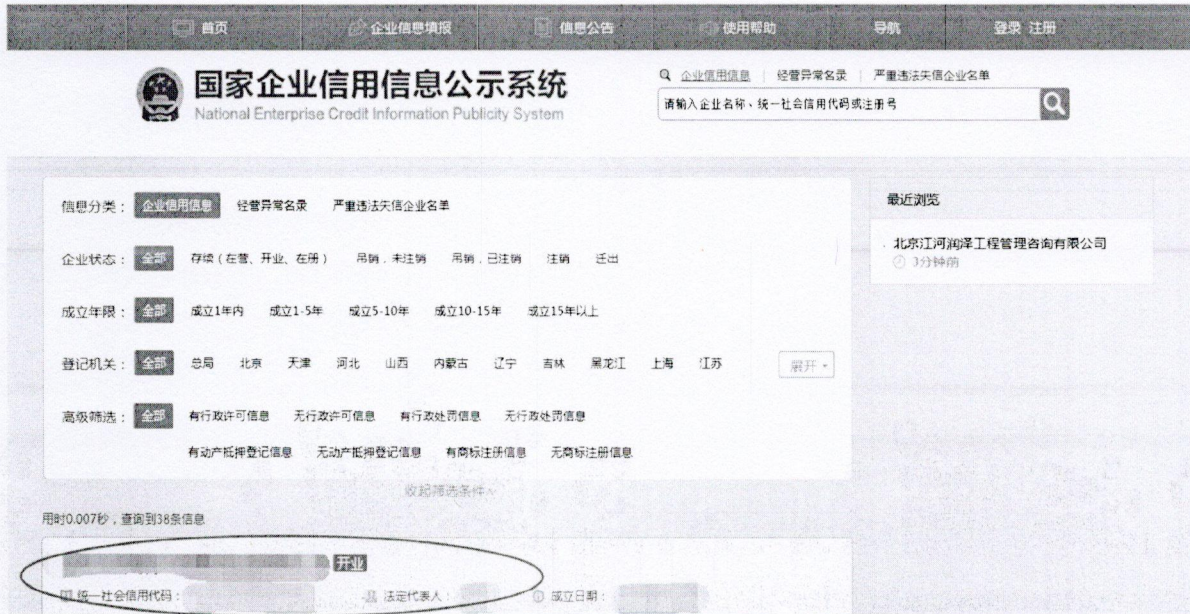 首页 企业信息填报 信息公告 使用帮助 导航 登录 注册
企业信用信息 | 经营异常名录 | 严重违法失信企业名单
国家企业信用信息公示系统
National Enterprise Credit Information Publicity System
请输入企业名称、统一社会信用代码或注册号
信息分类： 企业信用信息 经营异常名录 严重违法失信企业名单
最近浏览
北京江河润泽工程管理咨询有限公司
3分钟前
企业状态： 全部 存续（在营、开业、在册） 吊销，未注销 吊销，已注销 注销 迁出
成立年限： 全部 成立1年内 成立1-5年 成立5-10年 成立10-15年 成立15年以上
登记机关： 全部 总局 北京 天津 河北 山西 内蒙古 辽宁 吉林 黑龙江 上海 江苏 展开
高级筛选： 全部 有行政许可信息 无行政许可信息 有行政处罚信息 无行政处罚信息
有动产抵押登记信息 无动产抵押登记信息 有商标注册信息 无商标注册信息
收起筛选条件
用时0.007秒，查询到38条信息
开业
统一社会信用代码： 法定代表人： 成立日期：